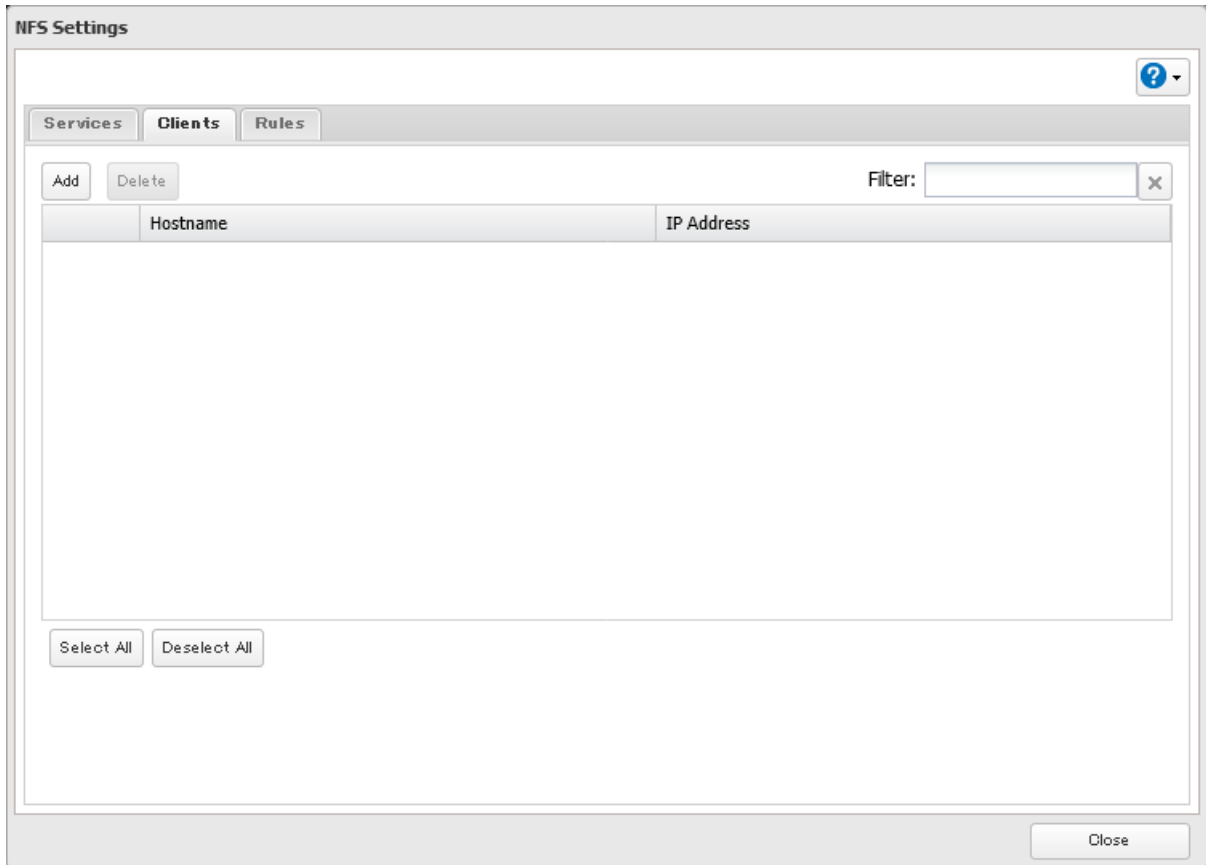 NFS Settings
?
Services Clients Rules
Add Delete Filter:
Hostname IP Address
Select All Deselect All
Close